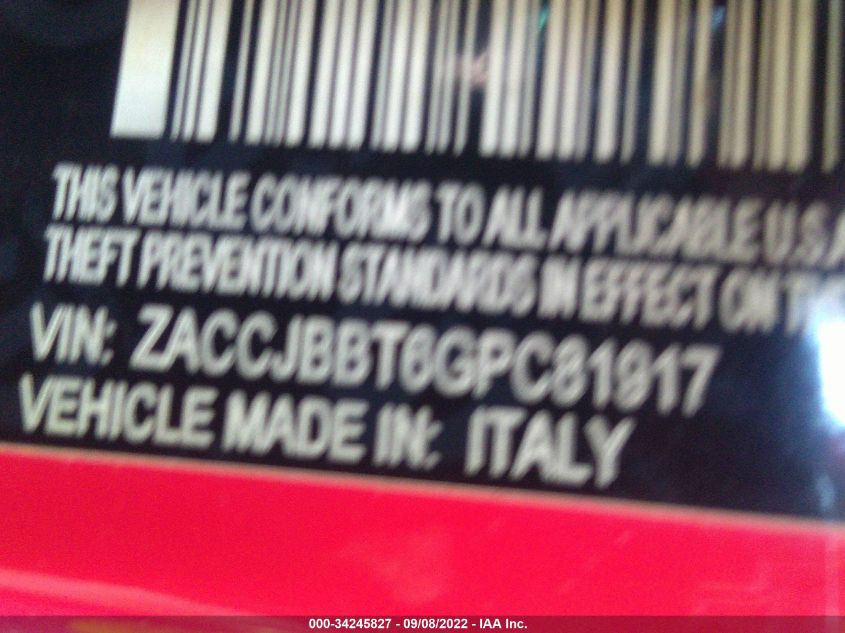 THIS VEHICLE CONFORMS TO ALL APPLICABLE U.S.A
THEFT PREVENTION STANDARDS IN EFFECT ON
VIN: ZACCJBBT6GPC81917
VEHICLE MADE IN: ITALY
000-34245827 - 09/08/2022 - IAA Inc.